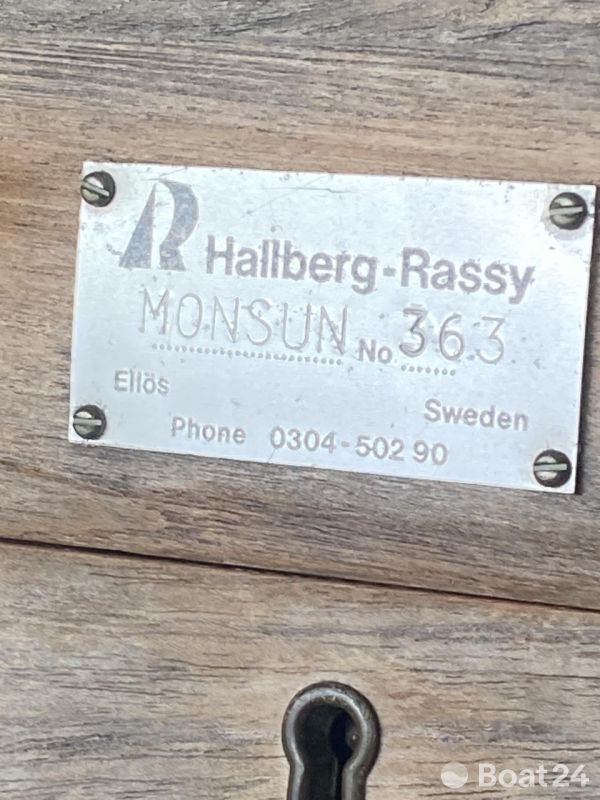 R Hallberg-Rassy
MONSUN No 363
Ellös Sweden
Phone 0304-502 90
Boat24